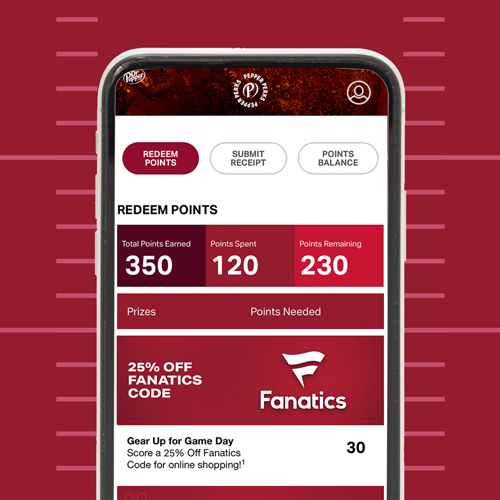 Dr Pepper
PEPPER PERKS · PEPPER PERKS ·
P
REDEEM
POINTS
SUBMIT
RECEIPT
POINTS
BALANCE
REDEEM POINTS
Total Points Earned
Points Spent
Points Remaining
350
120
230
Prizes
Points Needed
25% OFF
FANATICS
CODE
Fanatics
Gear Up for Game Day
Score a 25% Off Fanatics
Code for online shopping!¹
30